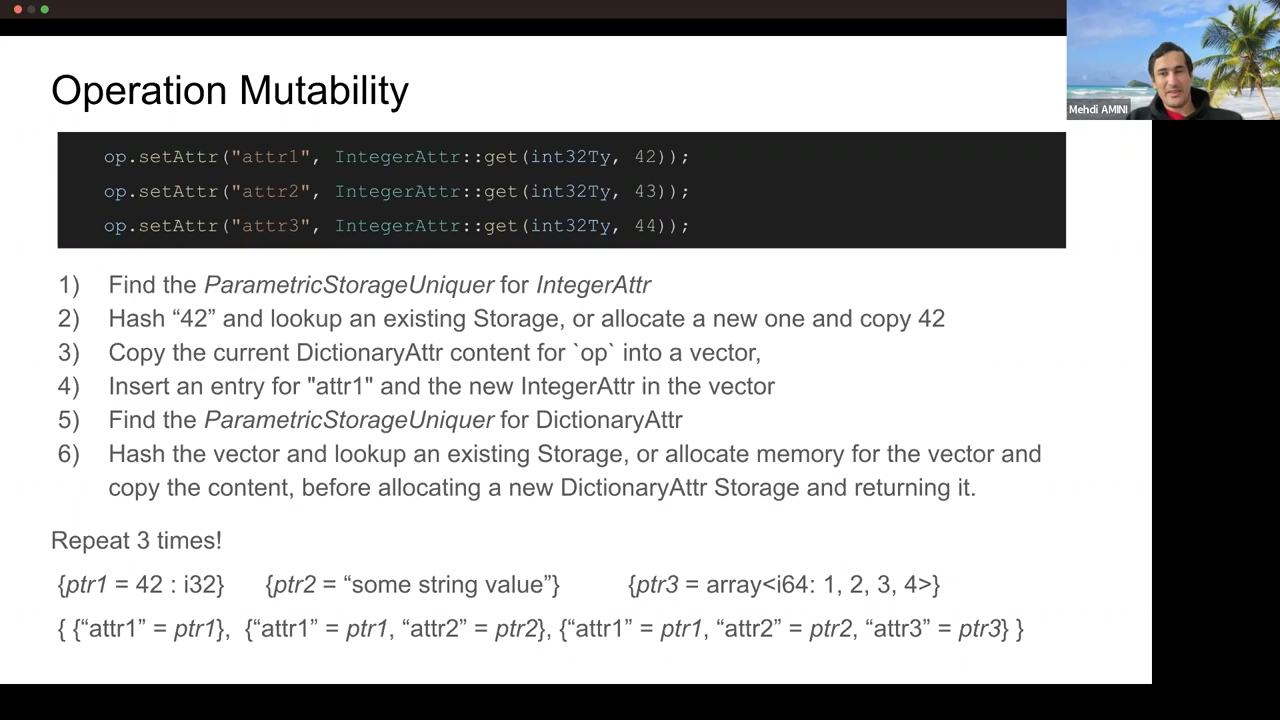 Operation Mutability
Mehdi AMINI
op.setAttr("attr1", IntegerAttr::get(int32Ty, 42));
op.setAttr("attr2", IntegerAttr::get(int32Ty, 43));
op.setAttr("attr3", IntegerAttr::get(int32Ty, 44));
1) Find the ParametricStorageUniquer for IntegerAttr
2) Hash “42” and lookup an existing Storage, or allocate a new one and copy 42
3) Copy the current DictionaryAttr content for `op` into a vector,
4) Insert an entry for "attr1" and the new IntegerAttr in the vector
5) Find the ParametricStorageUniquer for DictionaryAttr
6) Hash the vector and lookup an existing Storage, or allocate memory for the vector and
copy the content, before allocating a new DictionaryAttr Storage and returning it.
Repeat 3 times!
{ptr1 = 42 : i32} {ptr2 = “some string value”} {ptr3 = array<i64: 1, 2, 3, 4>}
{ {“attr1” = ptr1}, {“attr1” = ptr1, “attr2” = ptr2}, {“attr1” = ptr1, “attr2” = ptr2, “attr3” = ptr3} }